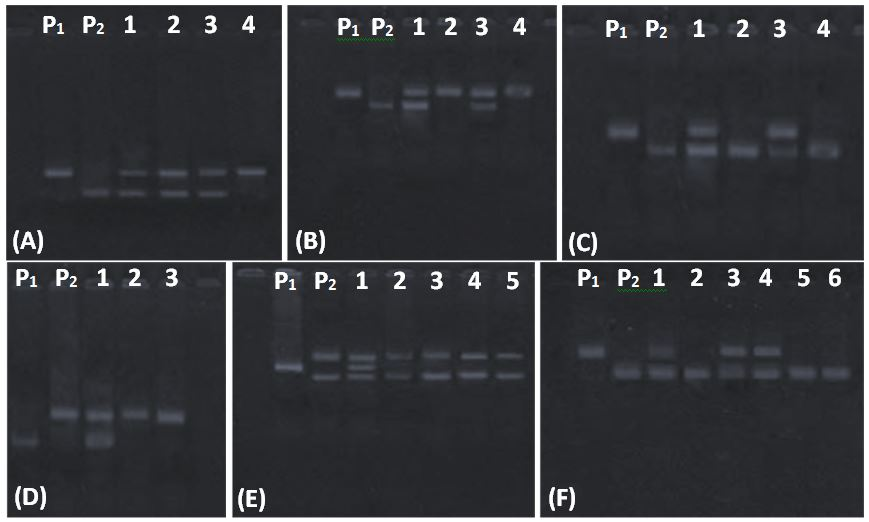 P₁ P₂ 1 2 3 4
(A)
P₁ P₂ 1 2 3 4
(B)
P₁ P₂ 1 2 3 4
(C)
P₁ P₂ 1 2 3
(D)
P₁ P₂ 1 2 3 4 5
(E)
P₁ P₂ 1 2 3 4 5 6
(F)